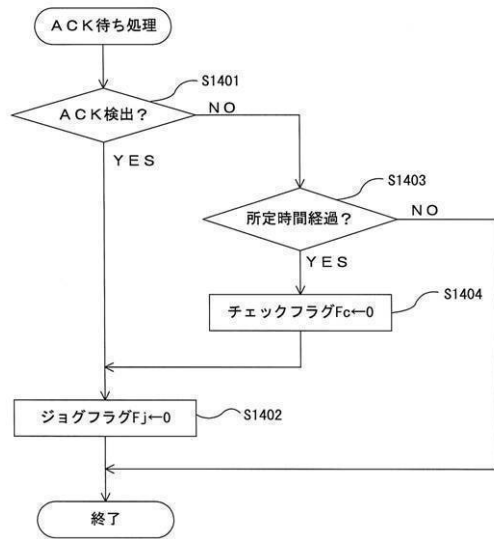 ACK待ち処理
S1401
ACK検出?
NO
YES
S1403
所定時間経過?
NO
YES
S1404
チェックフラグFc←0
ジョグフラグFj←0
S1402
終了